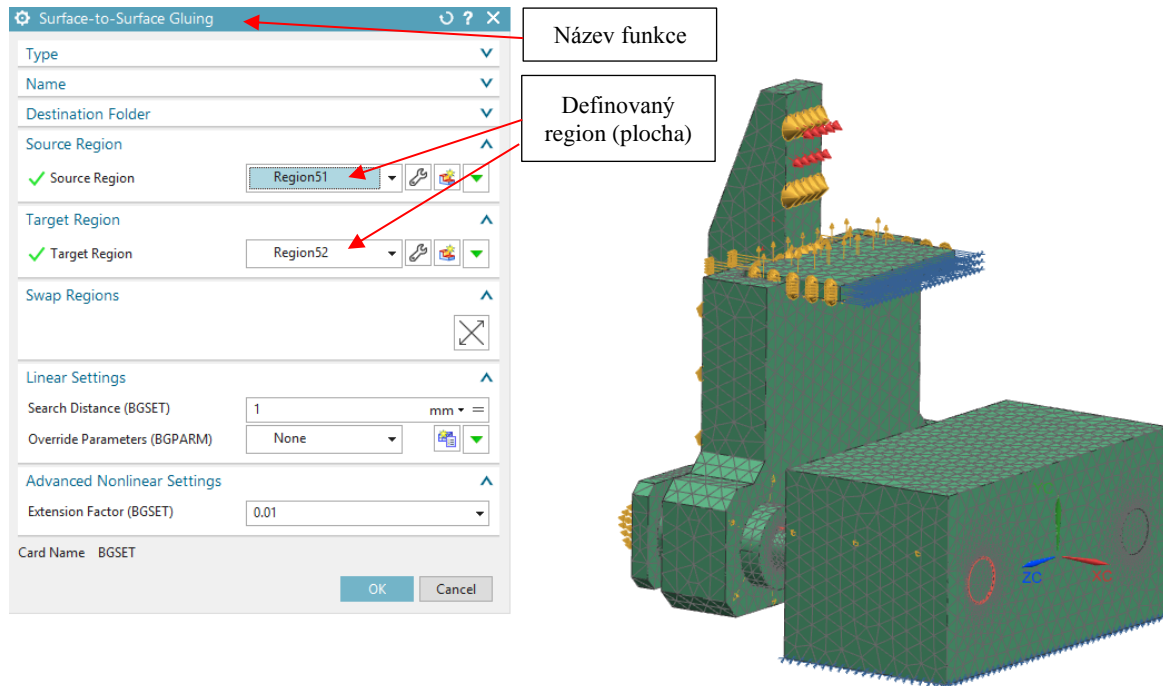 Surface-to-Surface Gluing
?
Název funkce
Type
Name
Destination Folder
Definovaný
region (plocha)
Source Region
Source Region Region51
Target Region
Target Region Region52
Swap Regions
Linear Settings
Search Distance (BGSET) 1 mm =
Override Parameters (BGPARM) None
Advanced Nonlinear Settings
Extension Factor (BGSET) 0.01
Card Name BGSET
OK Cancel
ZC XC